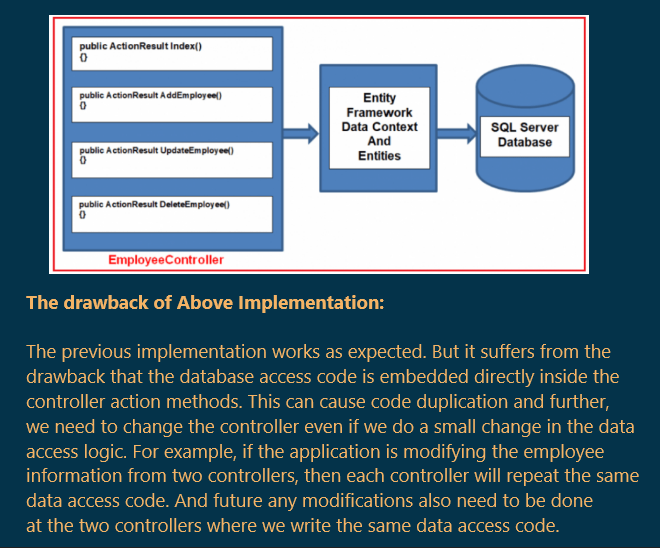 public ActionResult Index()
{}
public ActionResult AddEmployee()
{}
public ActionResult UpdateEmployee()
{}
public ActionResult DeleteEmployee()
{}
EmployeeController
Entity
Framework
Data Context
And
Entities
SQL Server
Database
The drawback of Above Implementation:
The previous implementation works as expected. But it suffers from the
drawback that the database access code is embedded directly inside the
controller action methods. This can cause code duplication and further,
we need to change the controller even if we do a small change in the data
access logic. For example, if the application is modifying the employee
information from two controllers, then each controller will repeat the same
data access code. And future any modifications also need to be done
at the two controllers where we write the same data access code.